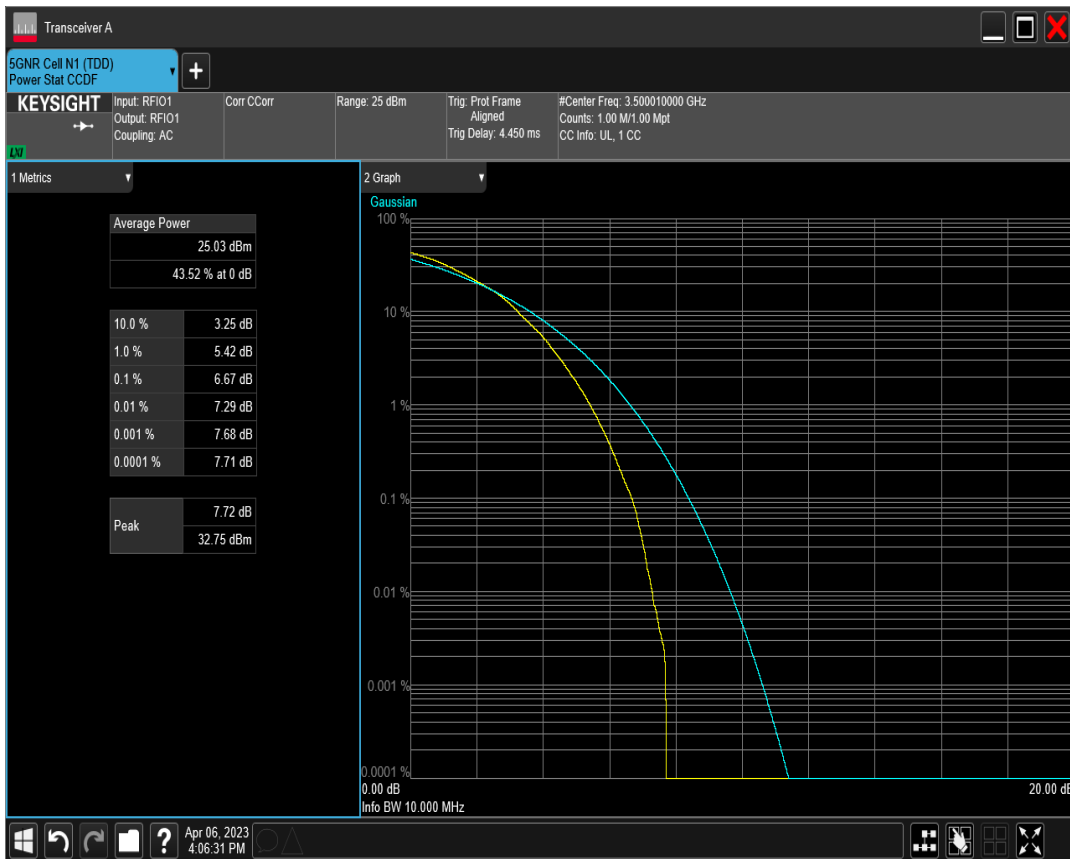 Transceiver A
5GNR Cell N1 (TDD)
Power Stat CCDF
+
KEYSIGHT
LXI
Input: RFIO1
Output: RFIO1
Coupling: AC
Corr CCorr
Range: 25 dBm
Trig: Prot Frame
Aligned
Trig Delay: 4.450 ms
#Center Freq: 3.500010000 GHz
Counts: 1.00 M/1.00 Mpt
CC Info: UL, 1 CC
1 Metrics
Average Power
25.03 dBm
43.52 % at 0 dB
10.0 % 3.25 dB
1.0 % 5.42 dB
0.1 % 6.67 dB
0.01 % 7.29 dB
0.001 % 7.68 dB
0.0001 % 7.71 dB
Peak
7.72 dB
32.75 dBm
2 Graph
Gaussian
100 %
10 %
1 %
0.1 %
0.01 %
0.001 %
0.0001 %
0.00 dB 20.00 dB
Info BW 10.000 MHz
?
Apr 06, 2023
4:06:31 PM